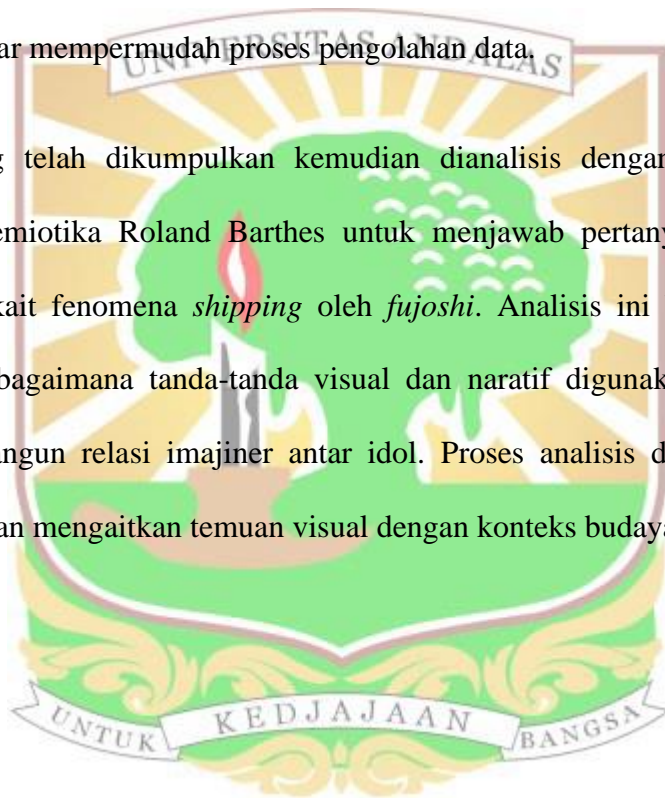 ar mempermudah proses pengolahan data.
UNIVERSITAS ANDALAS
g telah dikumpulkan kemudian dianalisis dengan
emiotika Roland Barthes untuk menjawab pertany
kait fenomena shipping oleh fujoshi. Analisis ini
bagaimana tanda-tanda visual dan naratif digunak
angun relasi imajiner antar idol. Proses analisis d
an mengaitkan temuan visual dengan konteks budaya
UNTUK KEDJAJAAN BANGSA